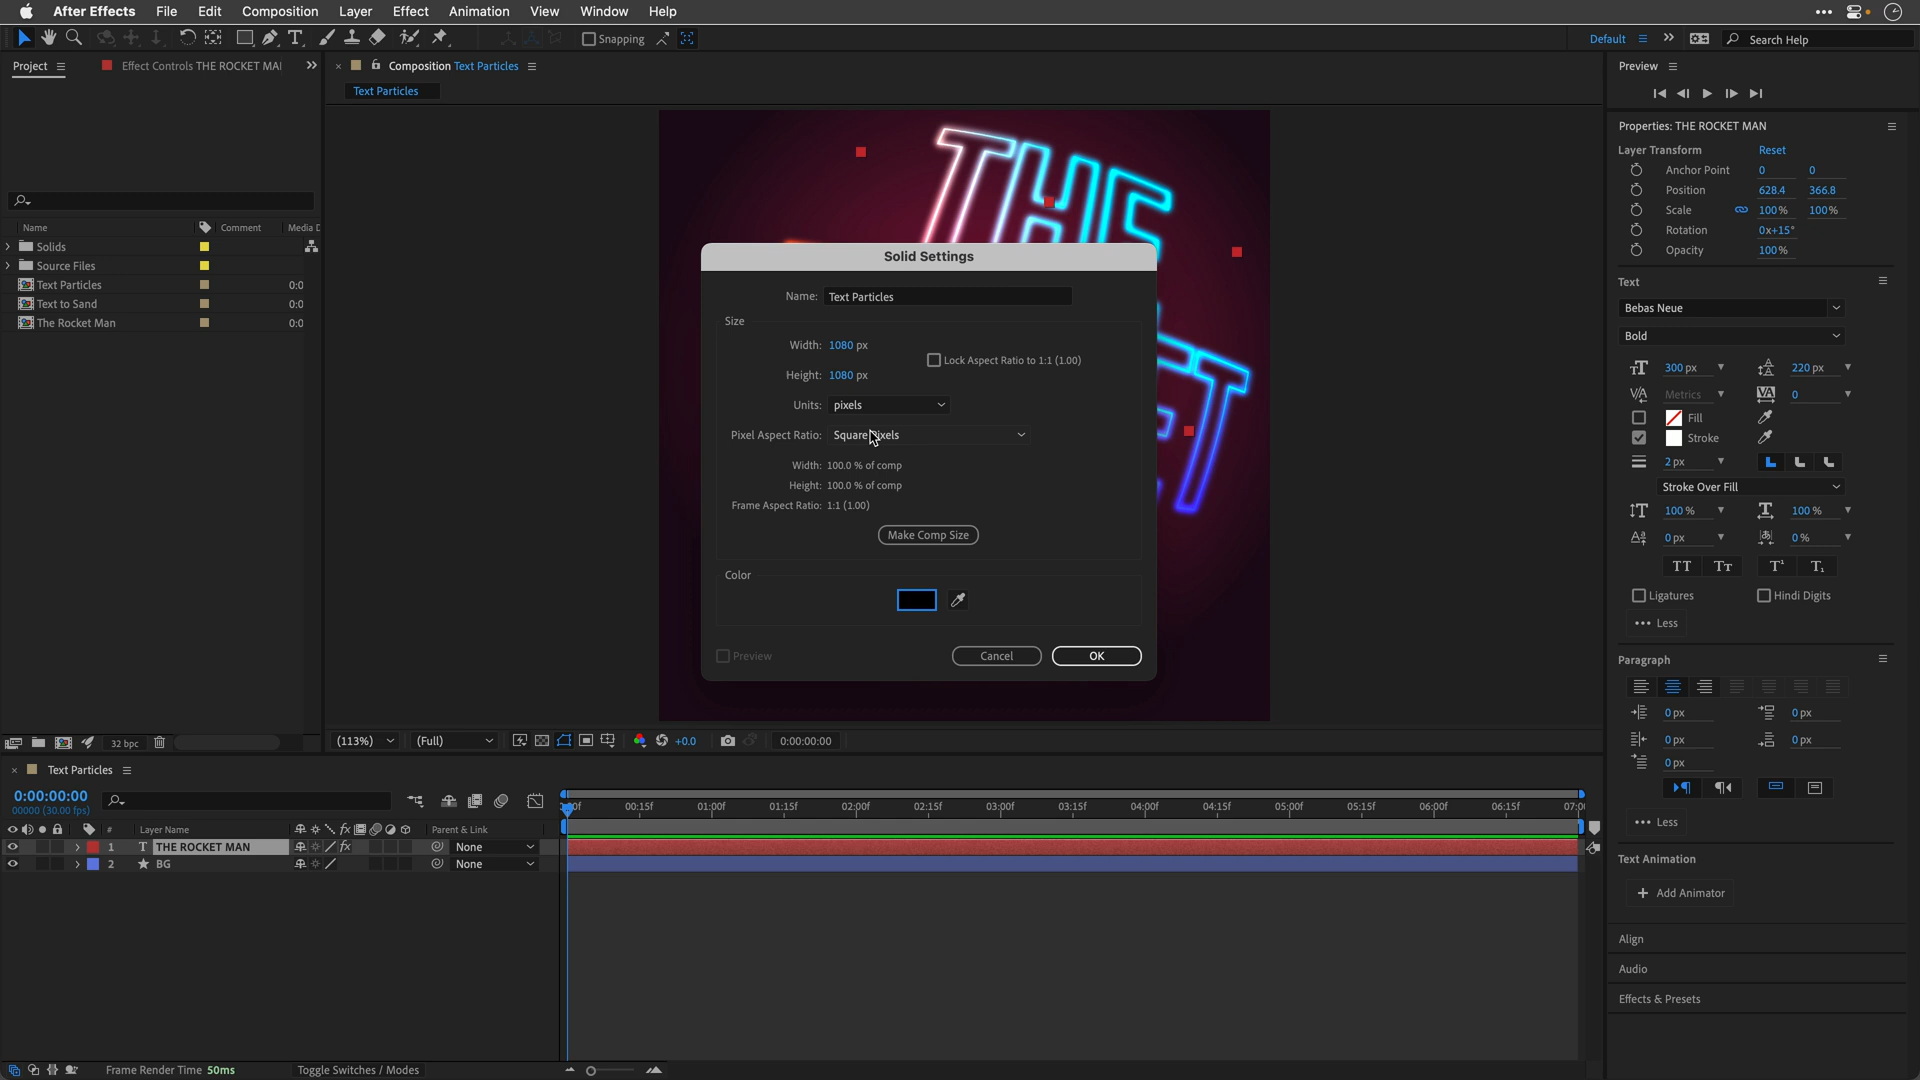 After Effects File Edit Composition Layer Effect Animation View Window Help
Snapping
Default
Search Help
Project
Effect Controls THE ROCKET MAI
Composition Text Particles
Text Particles
Name Comment Media D
Solids
Source Files
Text Particles 0:0
Text to Sand 0:0
The Rocket Man 0:0
32 bpc
THE
Solid Settings
Name: Text Particles
Size
Width: 1080 px
Lock Aspect Ratio to 1:1 (1.00)
Height: 1080 px
Units: pixels
Pixel Aspect Ratio: Square Pixels
Width: 100.0 % of comp
Height: 100.0 % of comp
Frame Aspect Ratio: 1:1 (1.00)
Make Comp Size
Color
Preview
Cancel
OK
(113%) (Full) +0.0 0:00:00:00
Preview
Properties: THE ROCKET MAN
Layer Transform Reset
Anchor Point 0 0
Position 628.4 366.8
Scale 100% 100%
Rotation 0x+15°
Opacity 100%
Text
Bebas Neue
Bold
300 px 220 px
Metrics 0
Fill
Stroke
2 px
Stroke Over Fill
100 % 100 %
0 px 0 %
Ligatures Hindi Digits
Less
Paragraph
0 px 0 px
0 px 0 px
0 px
Less
Text Animation
Add Animator
Align
Audio
Effects & Presets
Text Particles
0:00:00:00
00000 (30.00 fps)
00:15f 01:00f 01:15f 02:00f 02:15f 03:00f 03:15f 04:00f 04:15f 05:00f 05:15f 06:00f 06:15f 07:00
# Layer Name Parent & Link
1 T THE ROCKET MAN None
2 BG None
Frame Render Time 50ms
Toggle Switches / Modes